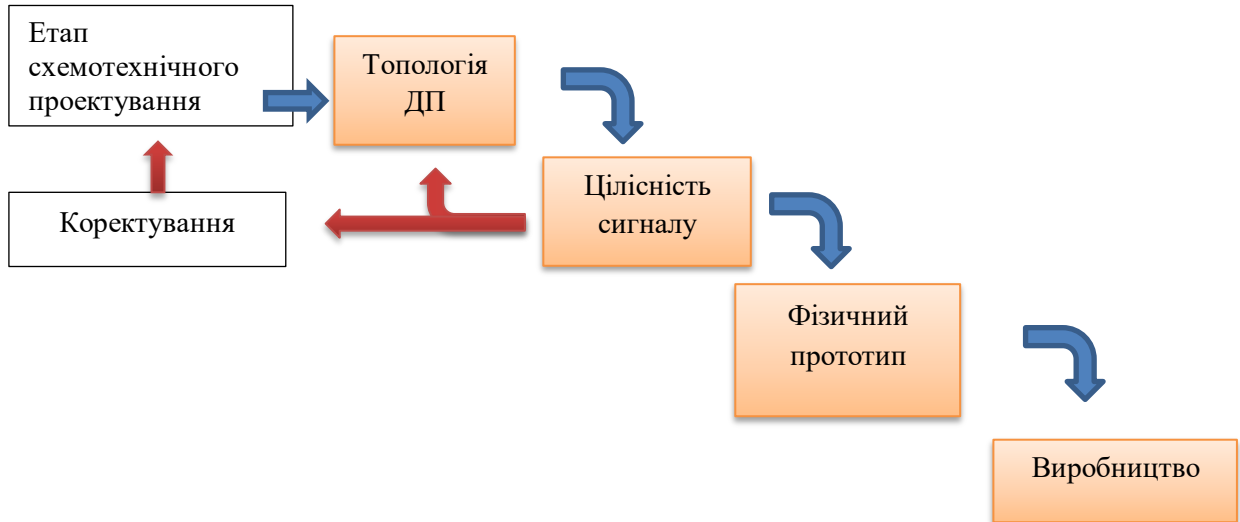 Етап
схемотехнічного
проектування
Топологія
ДП
Цілісність
сигналу
Коректування
Фізичний
прототип
Виробництво